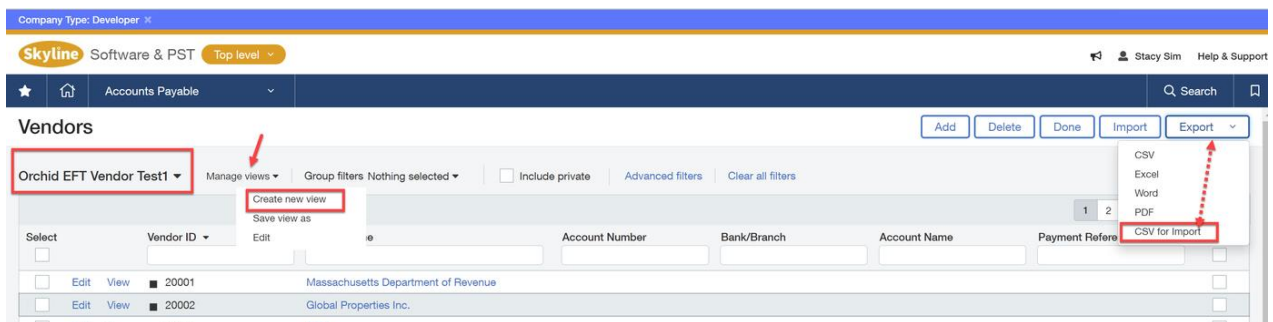 Company Type: Developer ×
Skyline Software & PST Top level
Stacy Sim Help & Support
Accounts Payable Search
Vendors Add Delete Done Import Export
CSV
Excel
Word
PDF
CSV for Import
Orchid EFT Vendor Test1 Manage views Group filters Nothing selected Include private Advanced filters Clear all filters
Create new view
Save view as
Edit
1 2
Select Vendor ID Account Number Bank/Branch Account Name Payment Refere
Edit View 20001 Massachusetts Department of Revenue
Edit View 20002 Global Properties Inc.